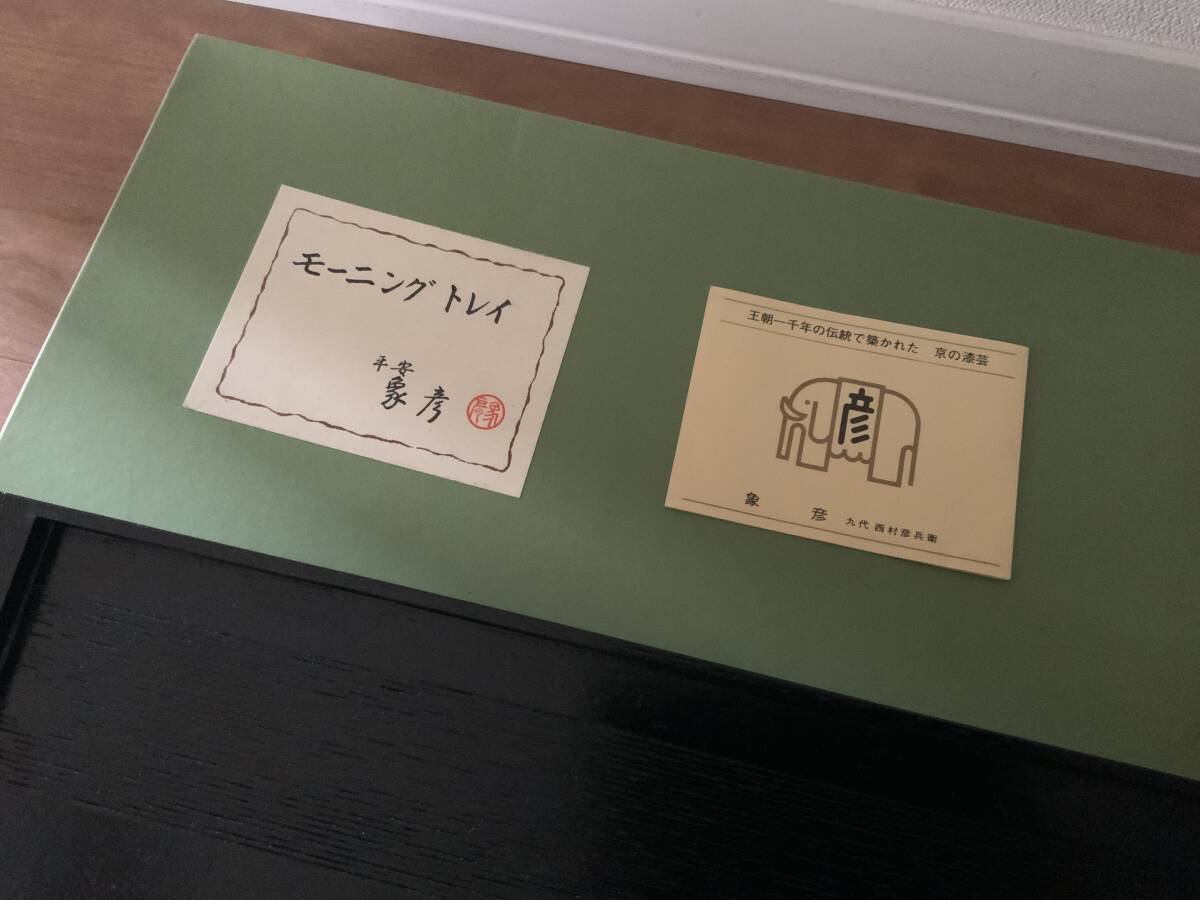 モーニングトレイ
平安
象彦
象彦
王朝一千年の伝統で築かれた 京の漆芸
彦
象彦 九代 西村彦兵衛